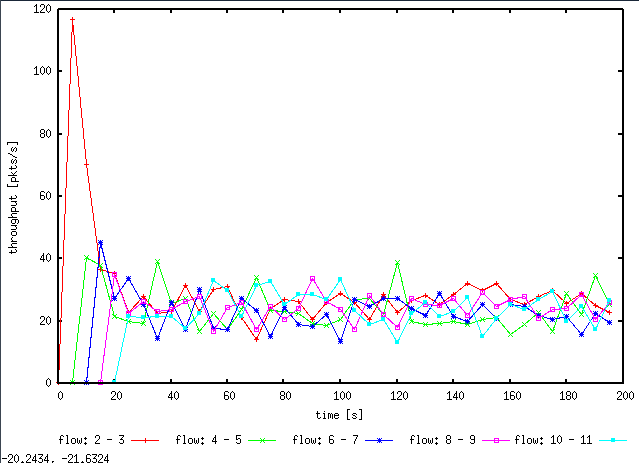 120
100
80
60
40
20
0
throughput [pkts/s]
0 20 40 60 80 100 120 140 160 180 200
time [s]
flow: 2 - 3 flow: 4 - 5 flow: 6 - 7 flow: 8 - 9 flow: 10 - 11
-20.2434, -21.6324